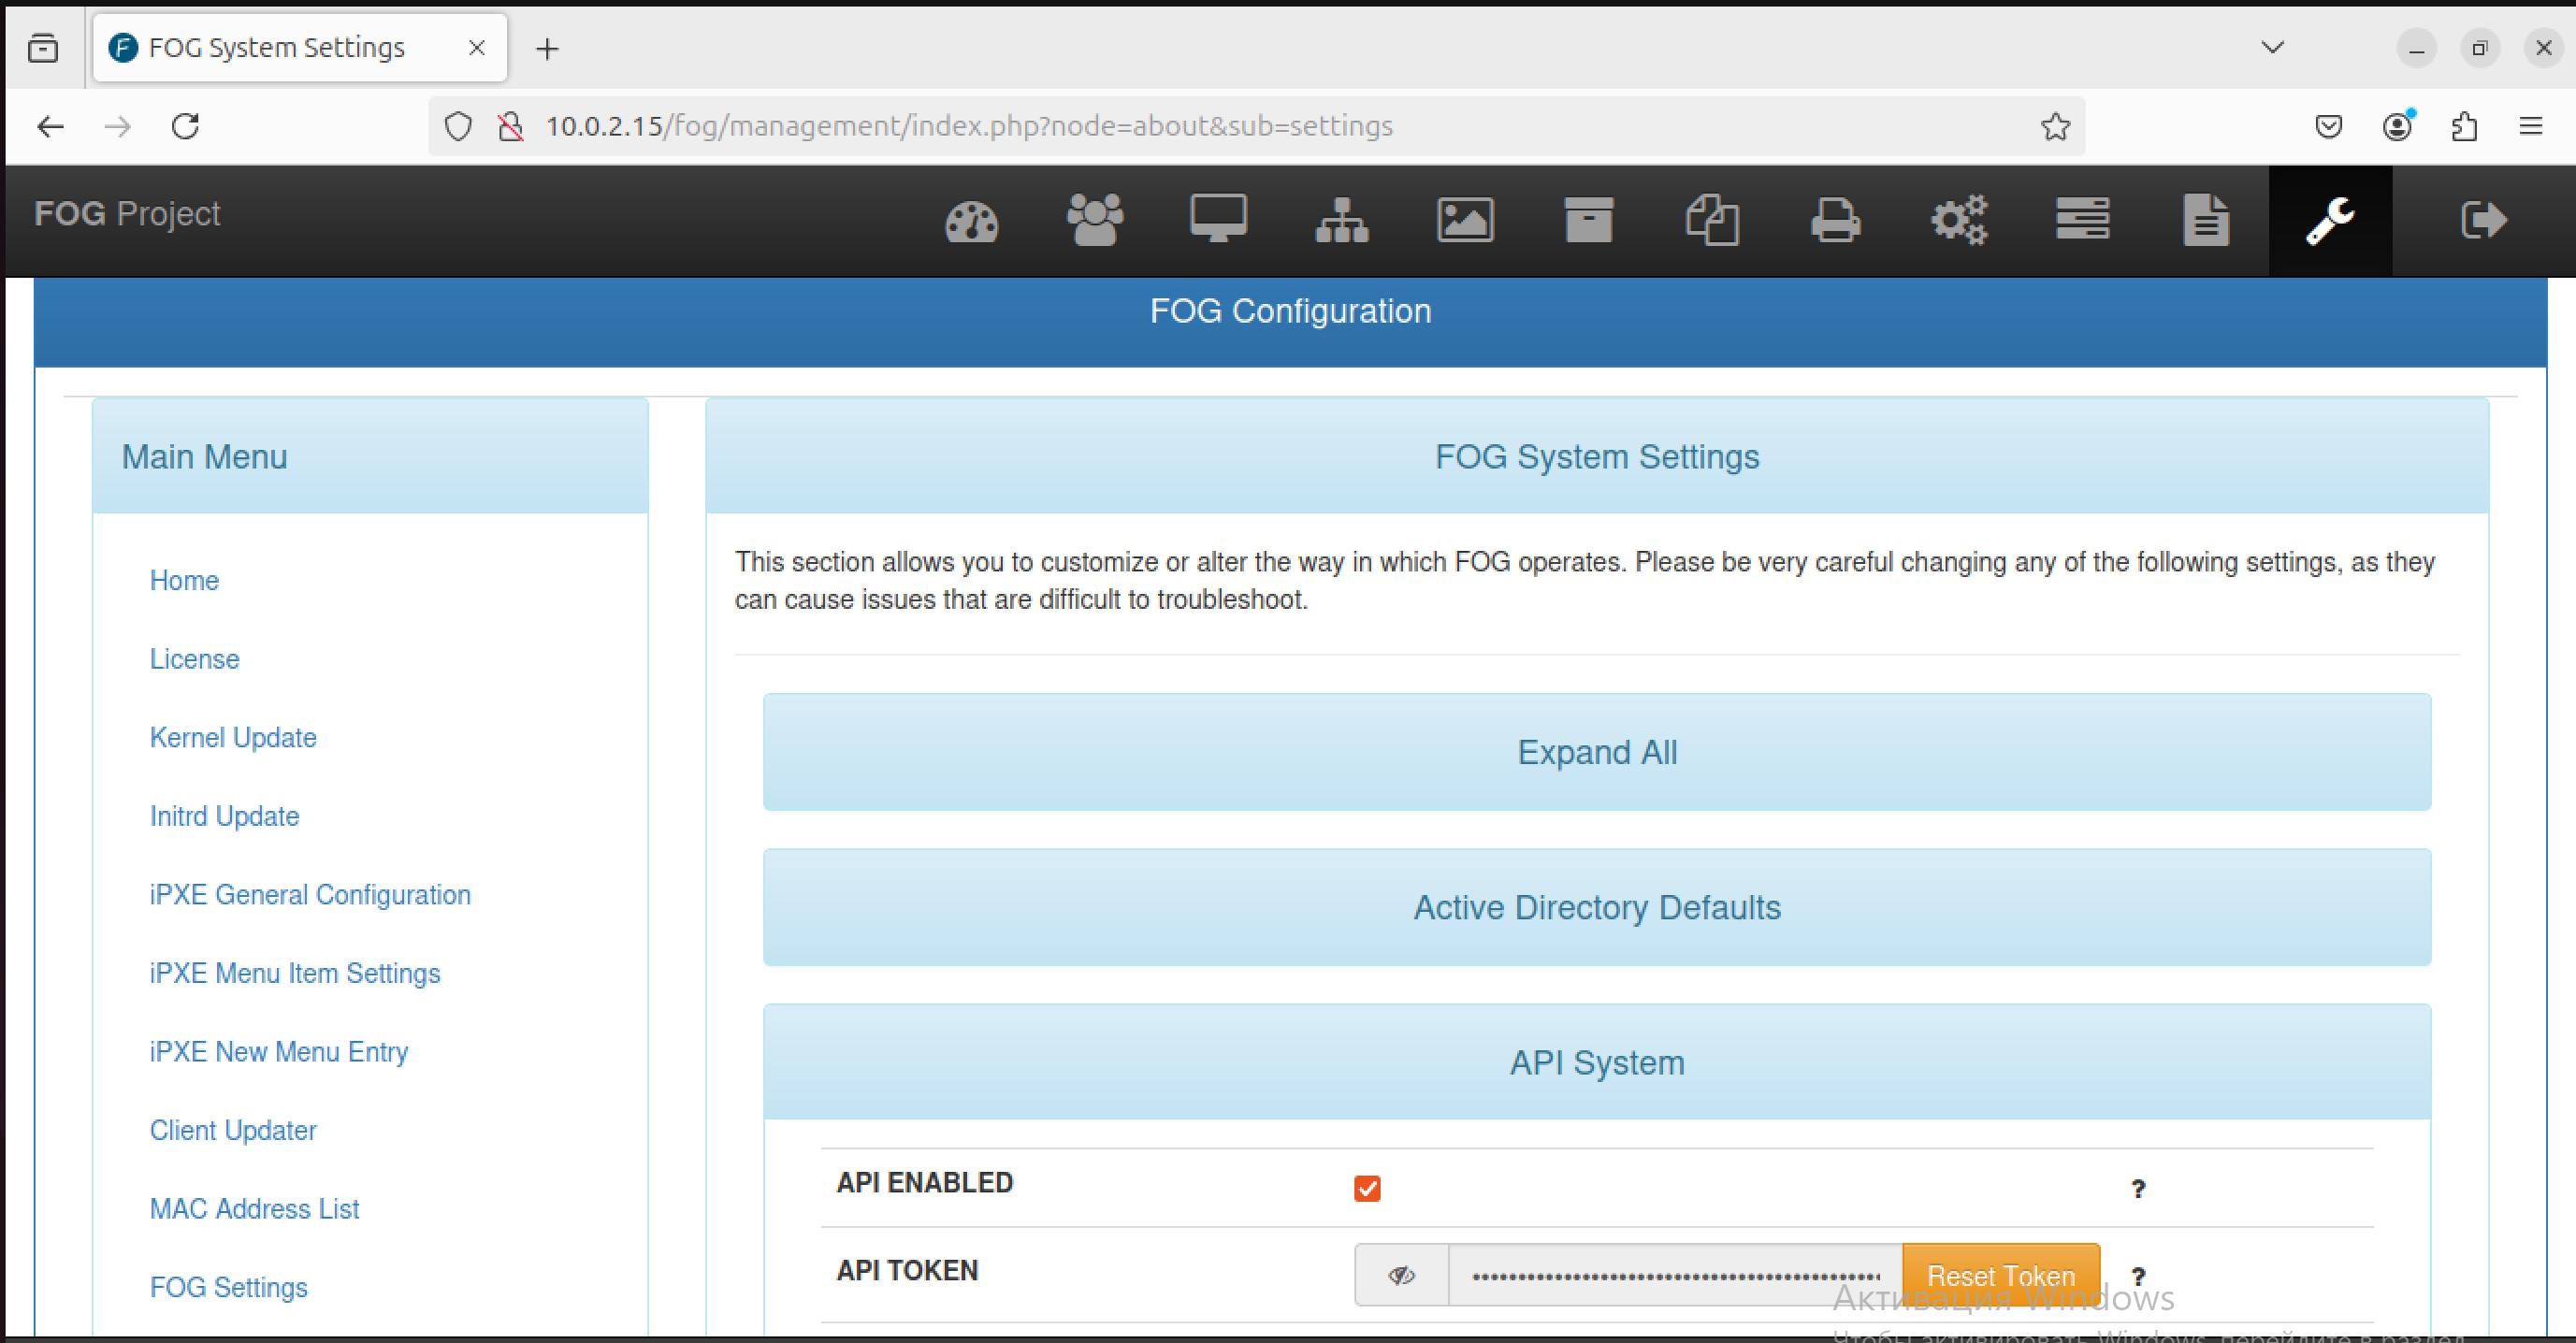 FOG System Settings
10.0.2.15/fog/management/index.php?node=about&sub=settings
FOG Project
FOG Configuration
Main Menu
Home
License
Kernel Update
Initrd Update
iPXE General Configuration
iPXE Menu Item Settings
iPXE New Menu Entry
Client Updater
MAC Address List
FOG Settings
FOG System Settings
This section allows you to customize or alter the way in which FOG operates. Please be very careful changing any of the following settings, as they
can cause issues that are difficult to troubleshoot.
Expand All
Active Directory Defaults
API System
API ENABLED
?
API TOKEN
Reset Token
?
Активация Windows
Чтобы активировать Windows, перейдите в раздел